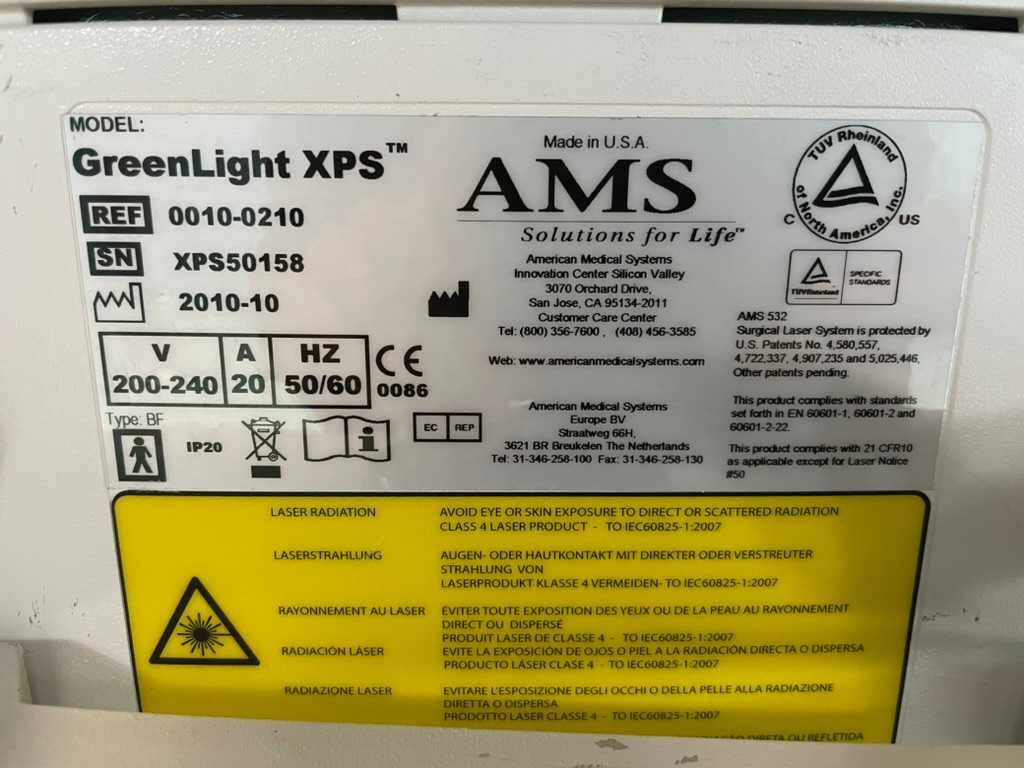 MODEL:
GreenLight XPS™
REF 0010-0210
SN XPS50158
2010-10
V A HZ
200-240 20 50/60
CE 0086
Type: BF
IP20
i
EC REP
Made in U.S.A.
AMS
Solutions for Life™
American Medical Systems
Innovation Center Silicon Valley
3070 Orchard Drive,
San Jose, CA 95134-2011
Customer Care Center
Tel: (800) 356-7600 , (408) 456-3585
Web: www.americanmedicalsystems.com
American Medical Systems
Europe BV
Straatweg 66H,
3621 BR Breukelen The Netherlands
Tel: 31-346-258-100 Fax: 31-346-258-130
TUV Rheinland
of North America, Inc.
C US
TUVRheinland
SPECIFIC
STANDARDS
AMS 532
Surgical Laser System is protected by
U.S. Patents No. 4,580,557,
4,722,337, 4,907,235 and 5,025,446,
Other patents pending.
This product complies with standards
set forth in EN 60601-1, 60601-2 and
60601-2-22.
This product complies with 21 CFR10
as applicable except for Laser Notice
#50
LASER RADIATION AVOID EYE OR SKIN EXPOSURE TO DIRECT OR SCATTERED RADIATION
CLASS 4 LASER PRODUCT - TO IEC60825-1:2007
LASERSTRAHLUNG AUGEN- ODER HAUTKONTAKT MIT DIREKTER ODER VERSTREUTER
STRAHLUNG VON
LASERPRODUKT KLASSE 4 VERMEIDEN- TO IEC60825-1:2007
RAYONNEMENT AU LASER ÉVITER TOUTE EXPOSITION DES YEUX OU DE LA PEAU AU RAYONNEMENT
DIRECT OU DISPERSÉ
PRODUIT LASER DE CLASSE 4 - TO IEC60825-1:2007
RADIACIÓN LÁSER EVITE LA EXPOSICIÓN DE OJOS O PIEL A LA RADIACIÓN DIRECTA O DISPERSA
PRODUCTO LÁSER CLASE 4 - TO IEC60825-1:2007
RADIAZIONE LASER EVITARE L'ESPOSIZIONE DEGLI OCCHI O DELLA PELLE ALLA RADIAZIONE
DIRETTA O DISPERSA
PRODOTTO LASER CLASSE 4 - TO IEC60825-1:2007
DIRETA OU REFLETIDA